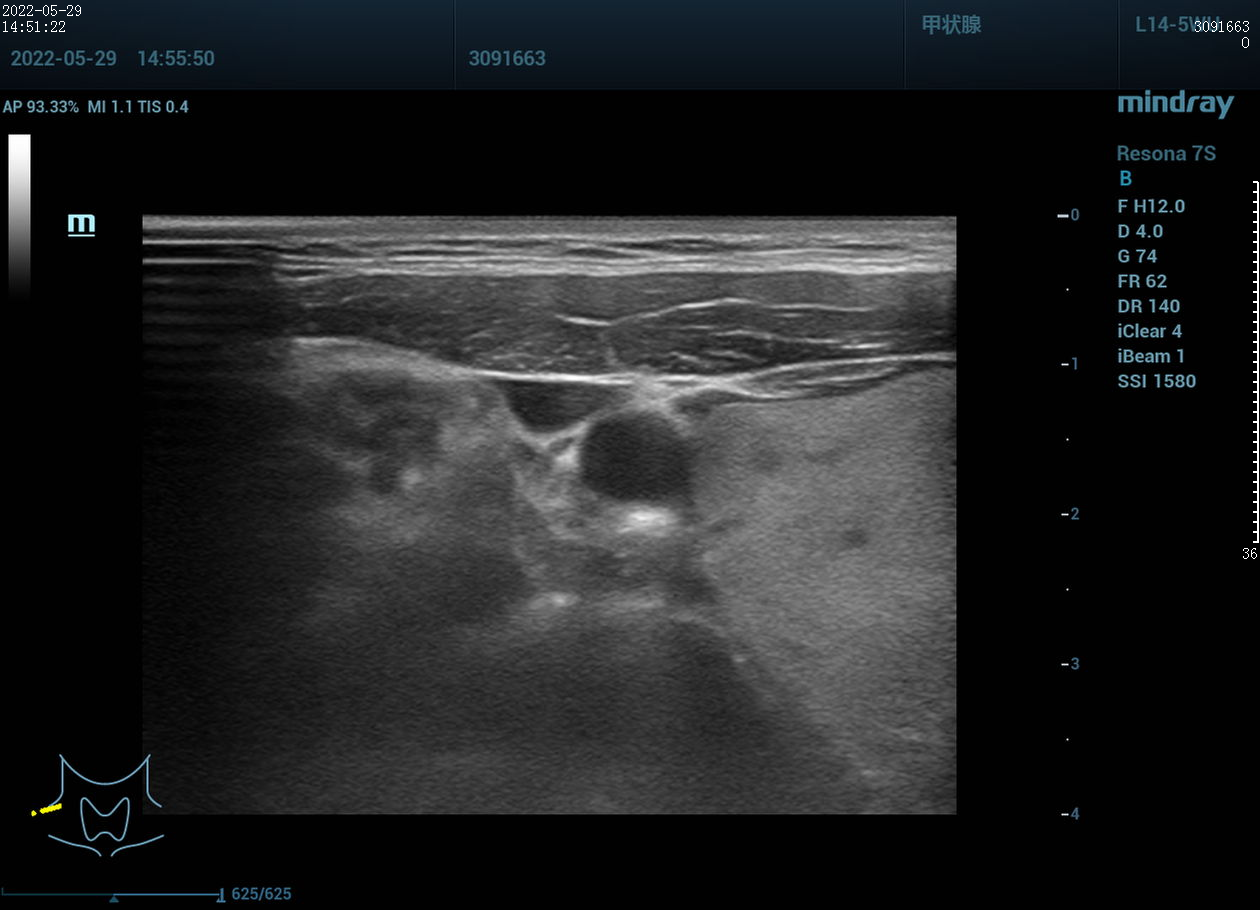 2022-05-29
14:51:22
甲状腺
L14-5WU
3091663
0
2022-05-29 14:55:50
3091663
AP 93.33% MI 1.1 TIS 0.4
mindray
Resona 7S
B
m
F H12.0
D 4.0
G 74
FR 62
DR 140
iClear 4
iBeam 1
SSI 1580
0
1
2
3
4
36
625/625